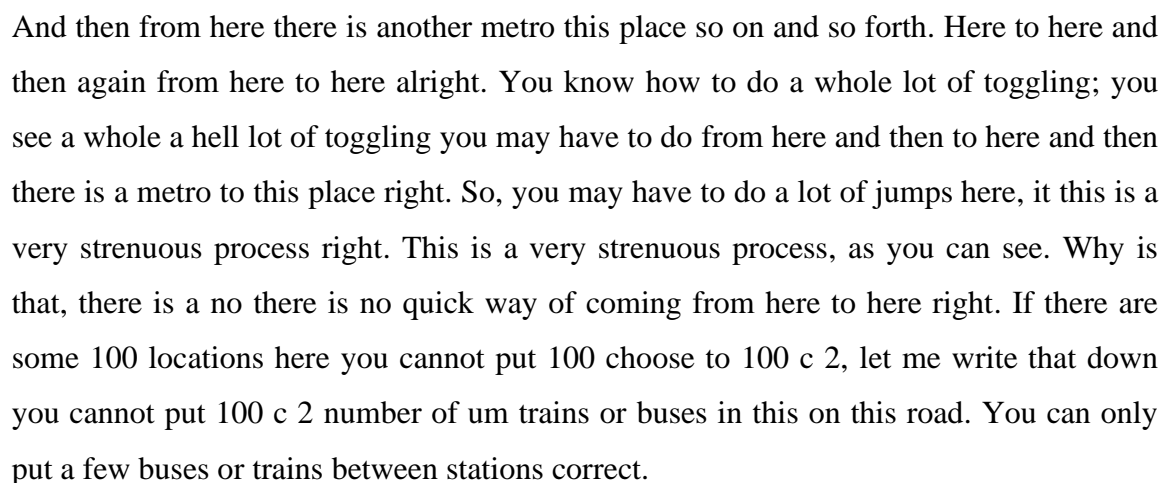 And then from here there is another metro this place so on and so forth. Here to here and
then again from here to here alright. You know how to do a whole lot of toggling; you
see a whole a hell lot of toggling you may have to do from here and then to here and then
there is a metro to this place right. So, you may have to do a lot of jumps here, it this is a
very strenuous process right. This is a very strenuous process, as you can see. Why is
that, there is a no there is no quick way of coming from here to here right. If there are
some 100 locations here you cannot put 100 choose to 100 c 2, let me write that down
you cannot put 100 c 2 number of um trains or buses in this on this road. You can only
put a few buses or trains between stations correct.